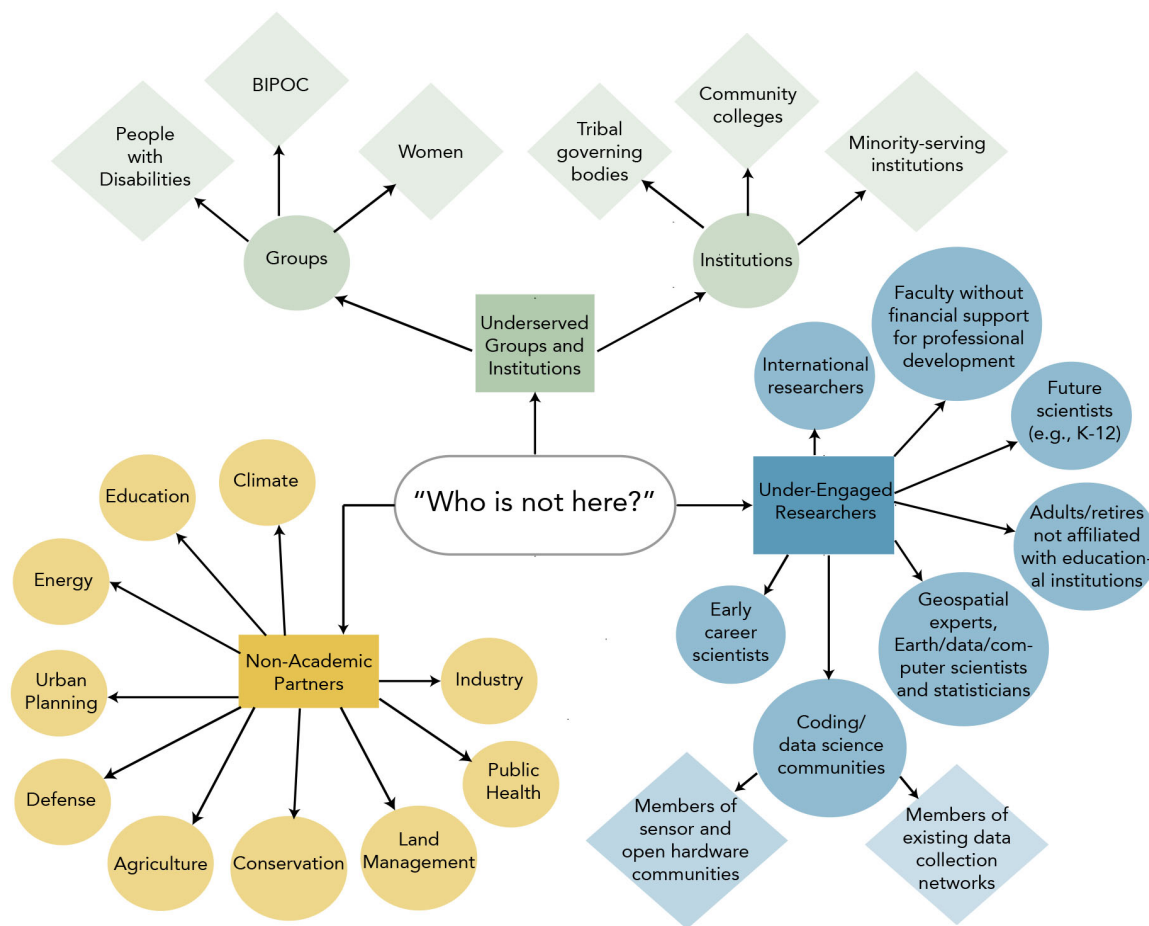 BIPOC
People
with
Disabilities
Women
Groups
Community
colleges
Tribal
governing
bodies
Minority-serving
institutions
Institutions
Underserved
Groups and
Institutions
Faculty without
financial support
for professional
development
International
researchers
Future
scientists
(e.g., K-12)
"Who is not here?"
Under-Engaged
Researchers
Adults/retires
not affiliated
with education-
al institutions
Early
career
scientists
Geospatial
experts,
Earth/data/com-
puter scientists
and statisticians
Coding/
data science
communities
Members of
sensor and
open hardware
communities
Members of
existing data
collection
networks
Climate
Education
Energy
Non-Academic
Partners
Urban
Planning
Industry
Defense
Public
Health
Agriculture
Conservation
Land
Management